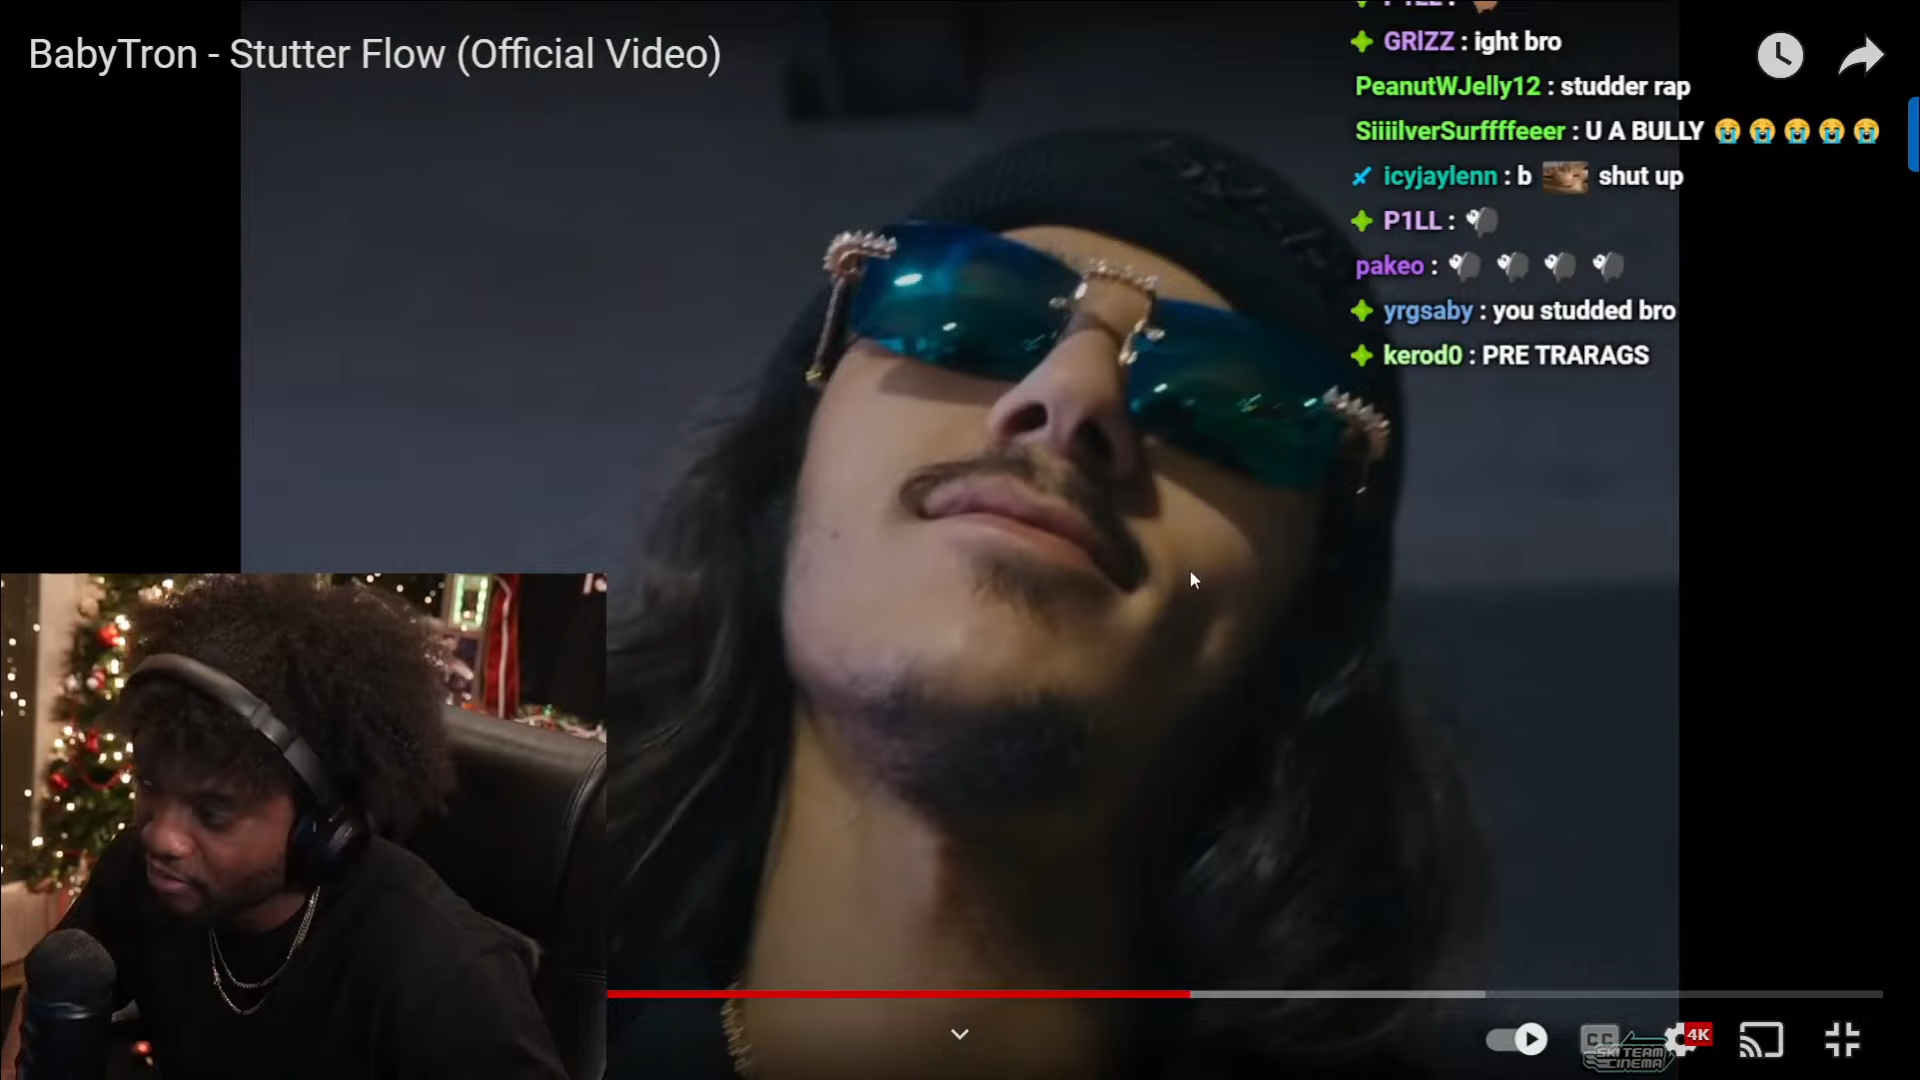 BabyTron - Stutter Flow (Official Video)
GRIZZ : ight bro
PeanutWJelly12 : studder rap
SiiiilverSurffffeeer : U A BULLY 😭😭😭😭😭
icyjaylenn : b shut up
P1LL :
pakeo :
yrgsaby : you studded bro
kerod0 : PRE TRARAGS
CC
4K
SKI TEAM
CINEMA